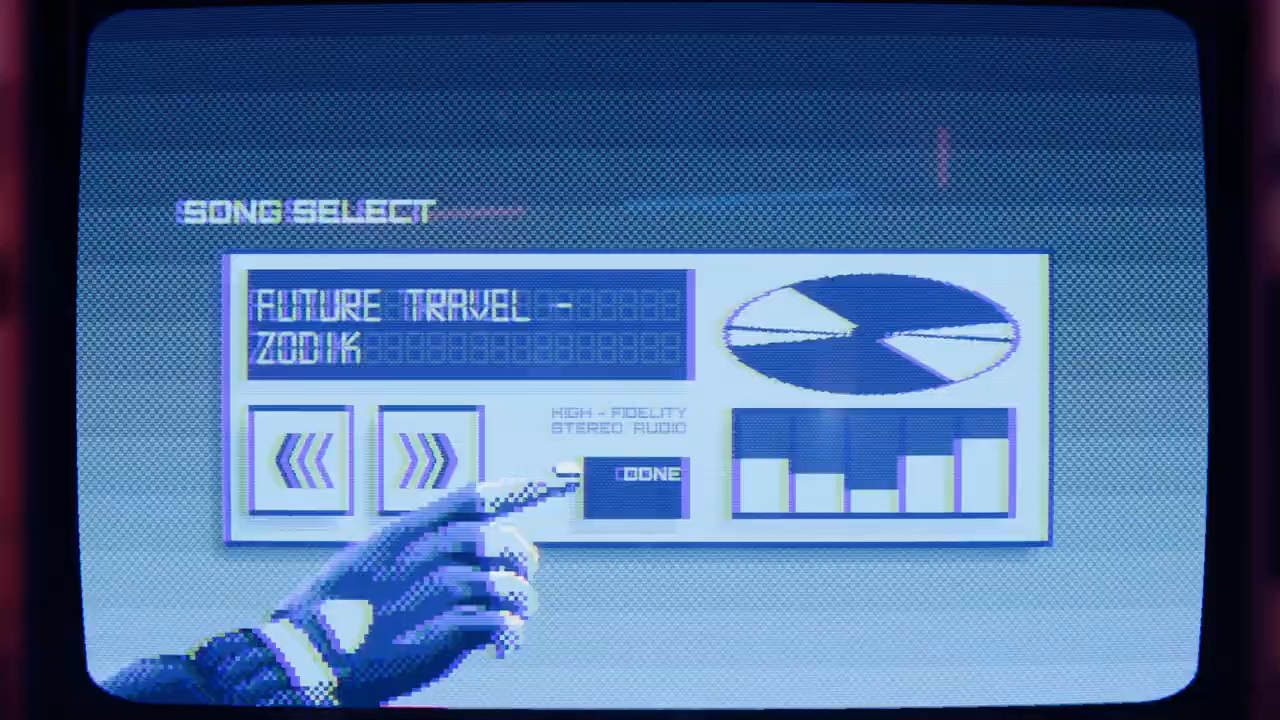 SONG SELECT
FUTURE TRAVEL -
ZODIK
HIGH - FIDELITY
STEREO AUDIO
DONE